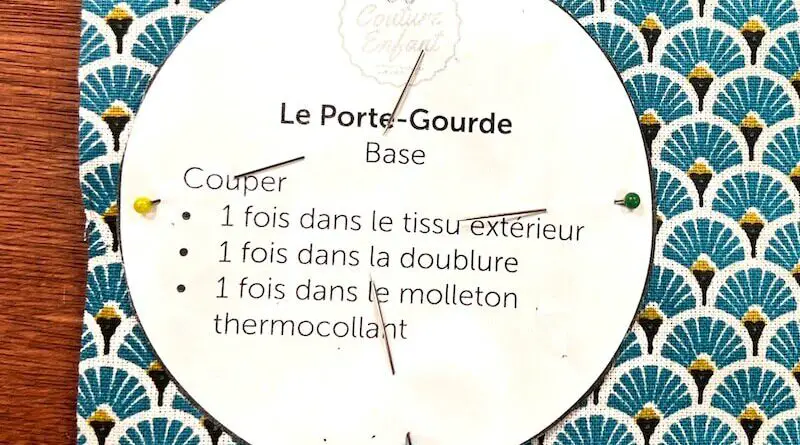 Couture
Enfant
Le Porte-Gourde
Base
Couper
• 1 fois dans le tissu extérieur
• 1 fois dans la doublure
• 1 fois dans le molleton
thermocollant